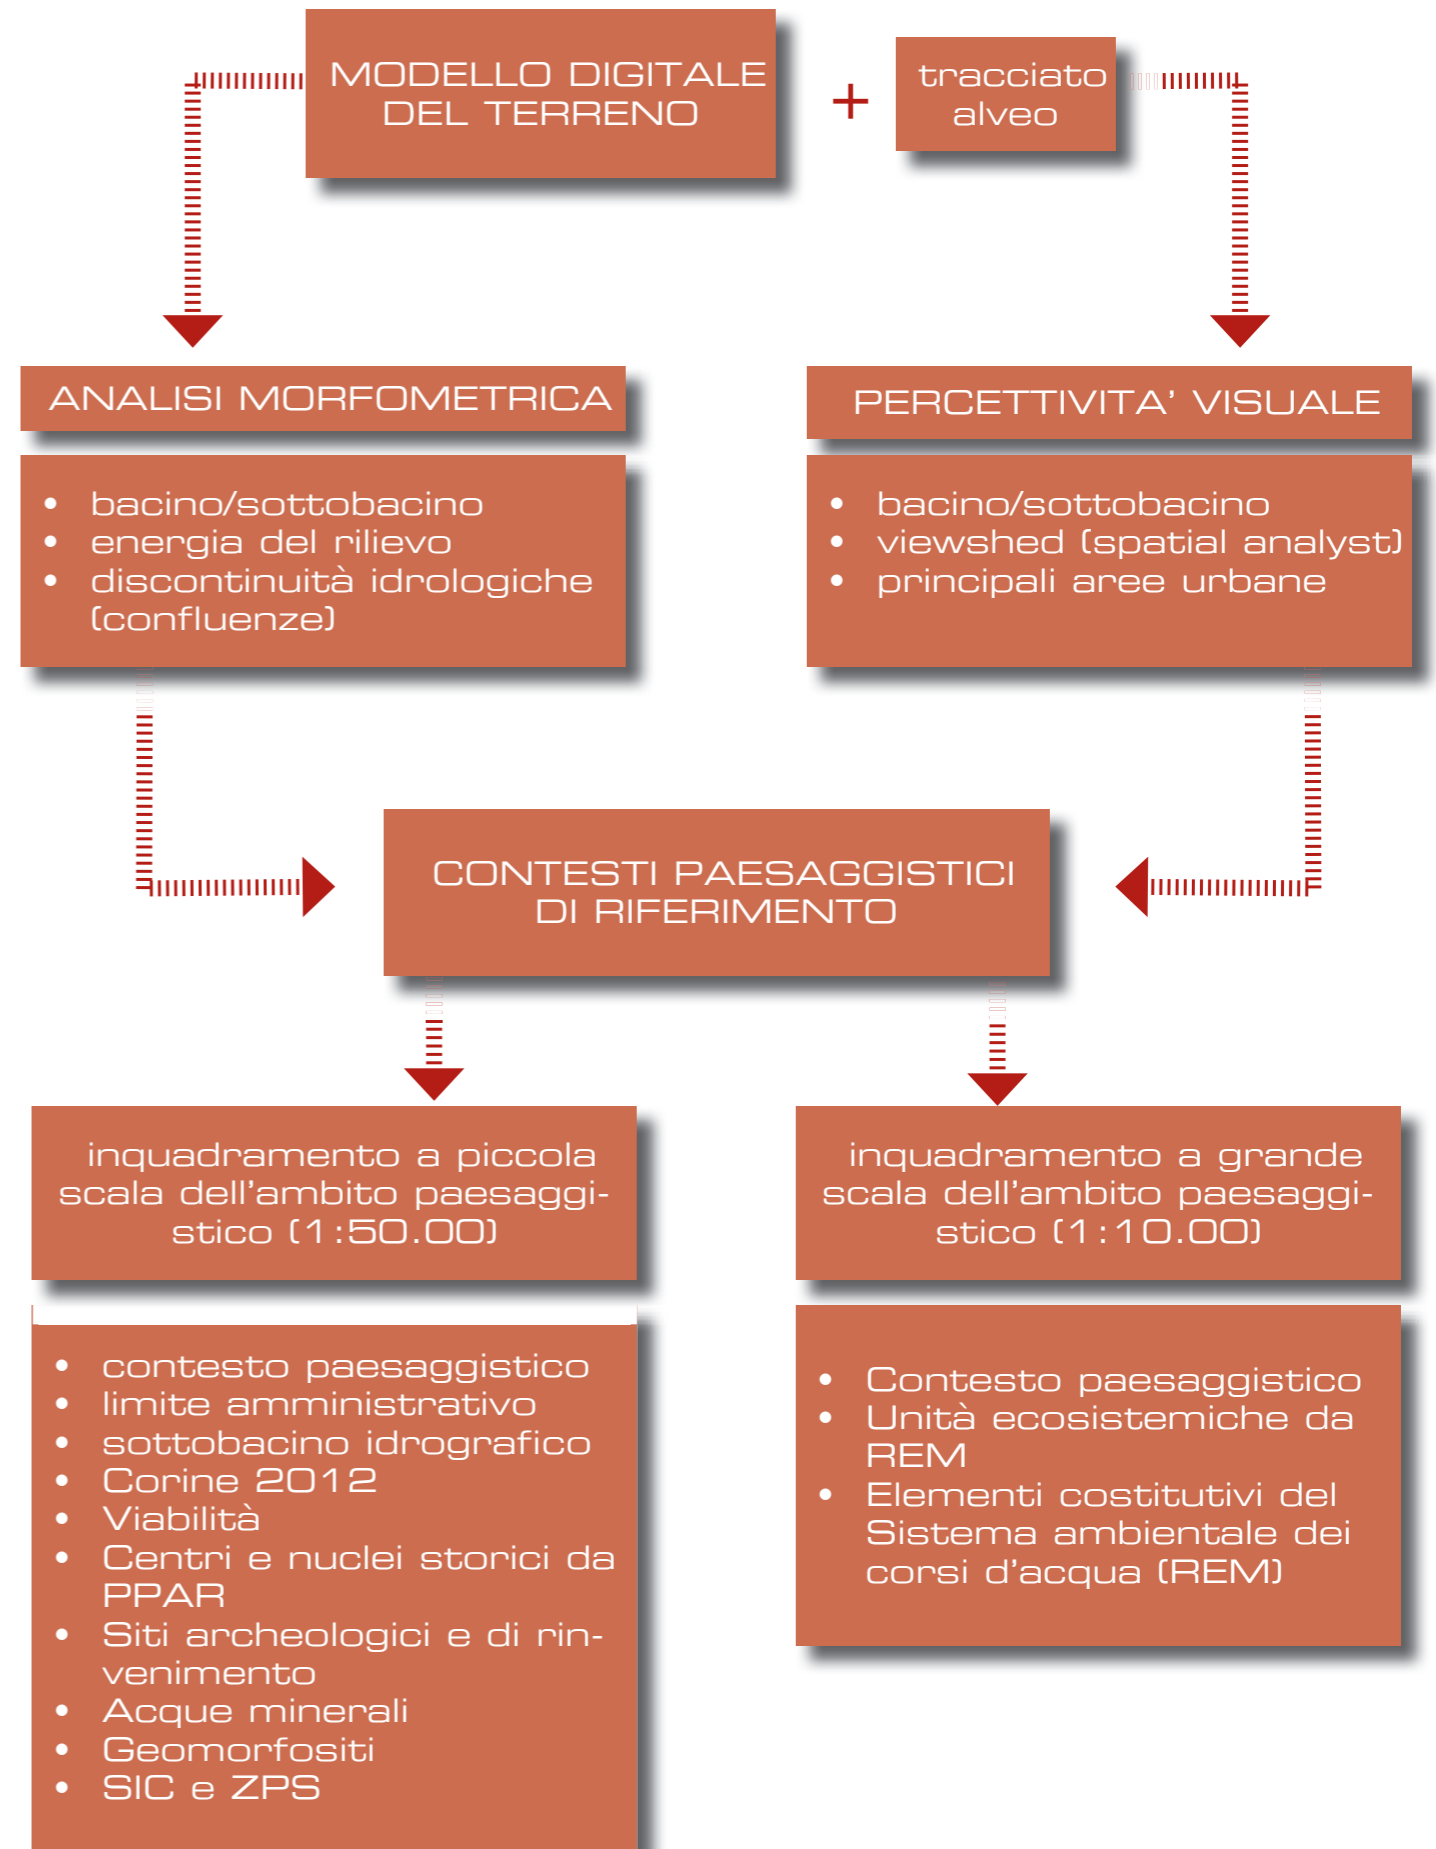 MODELLO DIGITALE
DEL TERRENO
+
tracciato
alveo
ANALISI MORFOMETRICA
• bacino/sottobacino
• energia del rilievo
• discontinuità idrologiche
(confluenze)
PERCETTIVITA’ VISUALE
• bacino/sottobacino
• viewshed (spatial analyst)
• principali aree urbane
CONTESTI PAESAGGISTICI
DI RIFERIMENTO
inquadramento a piccola
scala dell’ambito paesaggi-
stico (1:50.00)
• contesto paesaggistico
• limite amministrativo
• sottobacino idrografico
• Corine 2012
• Viabilità
• Centri e nuclei storici da
PPAR
• Siti archeologici e di rin-
venimento
• Acque minerali
• Geomorfositi
• SIC e ZPS
inquadramento a grande
scala dell’ambito paesaggi-
stico (1:10.00)
• Contesto paesaggistico
• Unità ecosistemiche da
REM
• Elementi costitutivi del
Sistema ambientale dei
corsi d’acqua (REM)